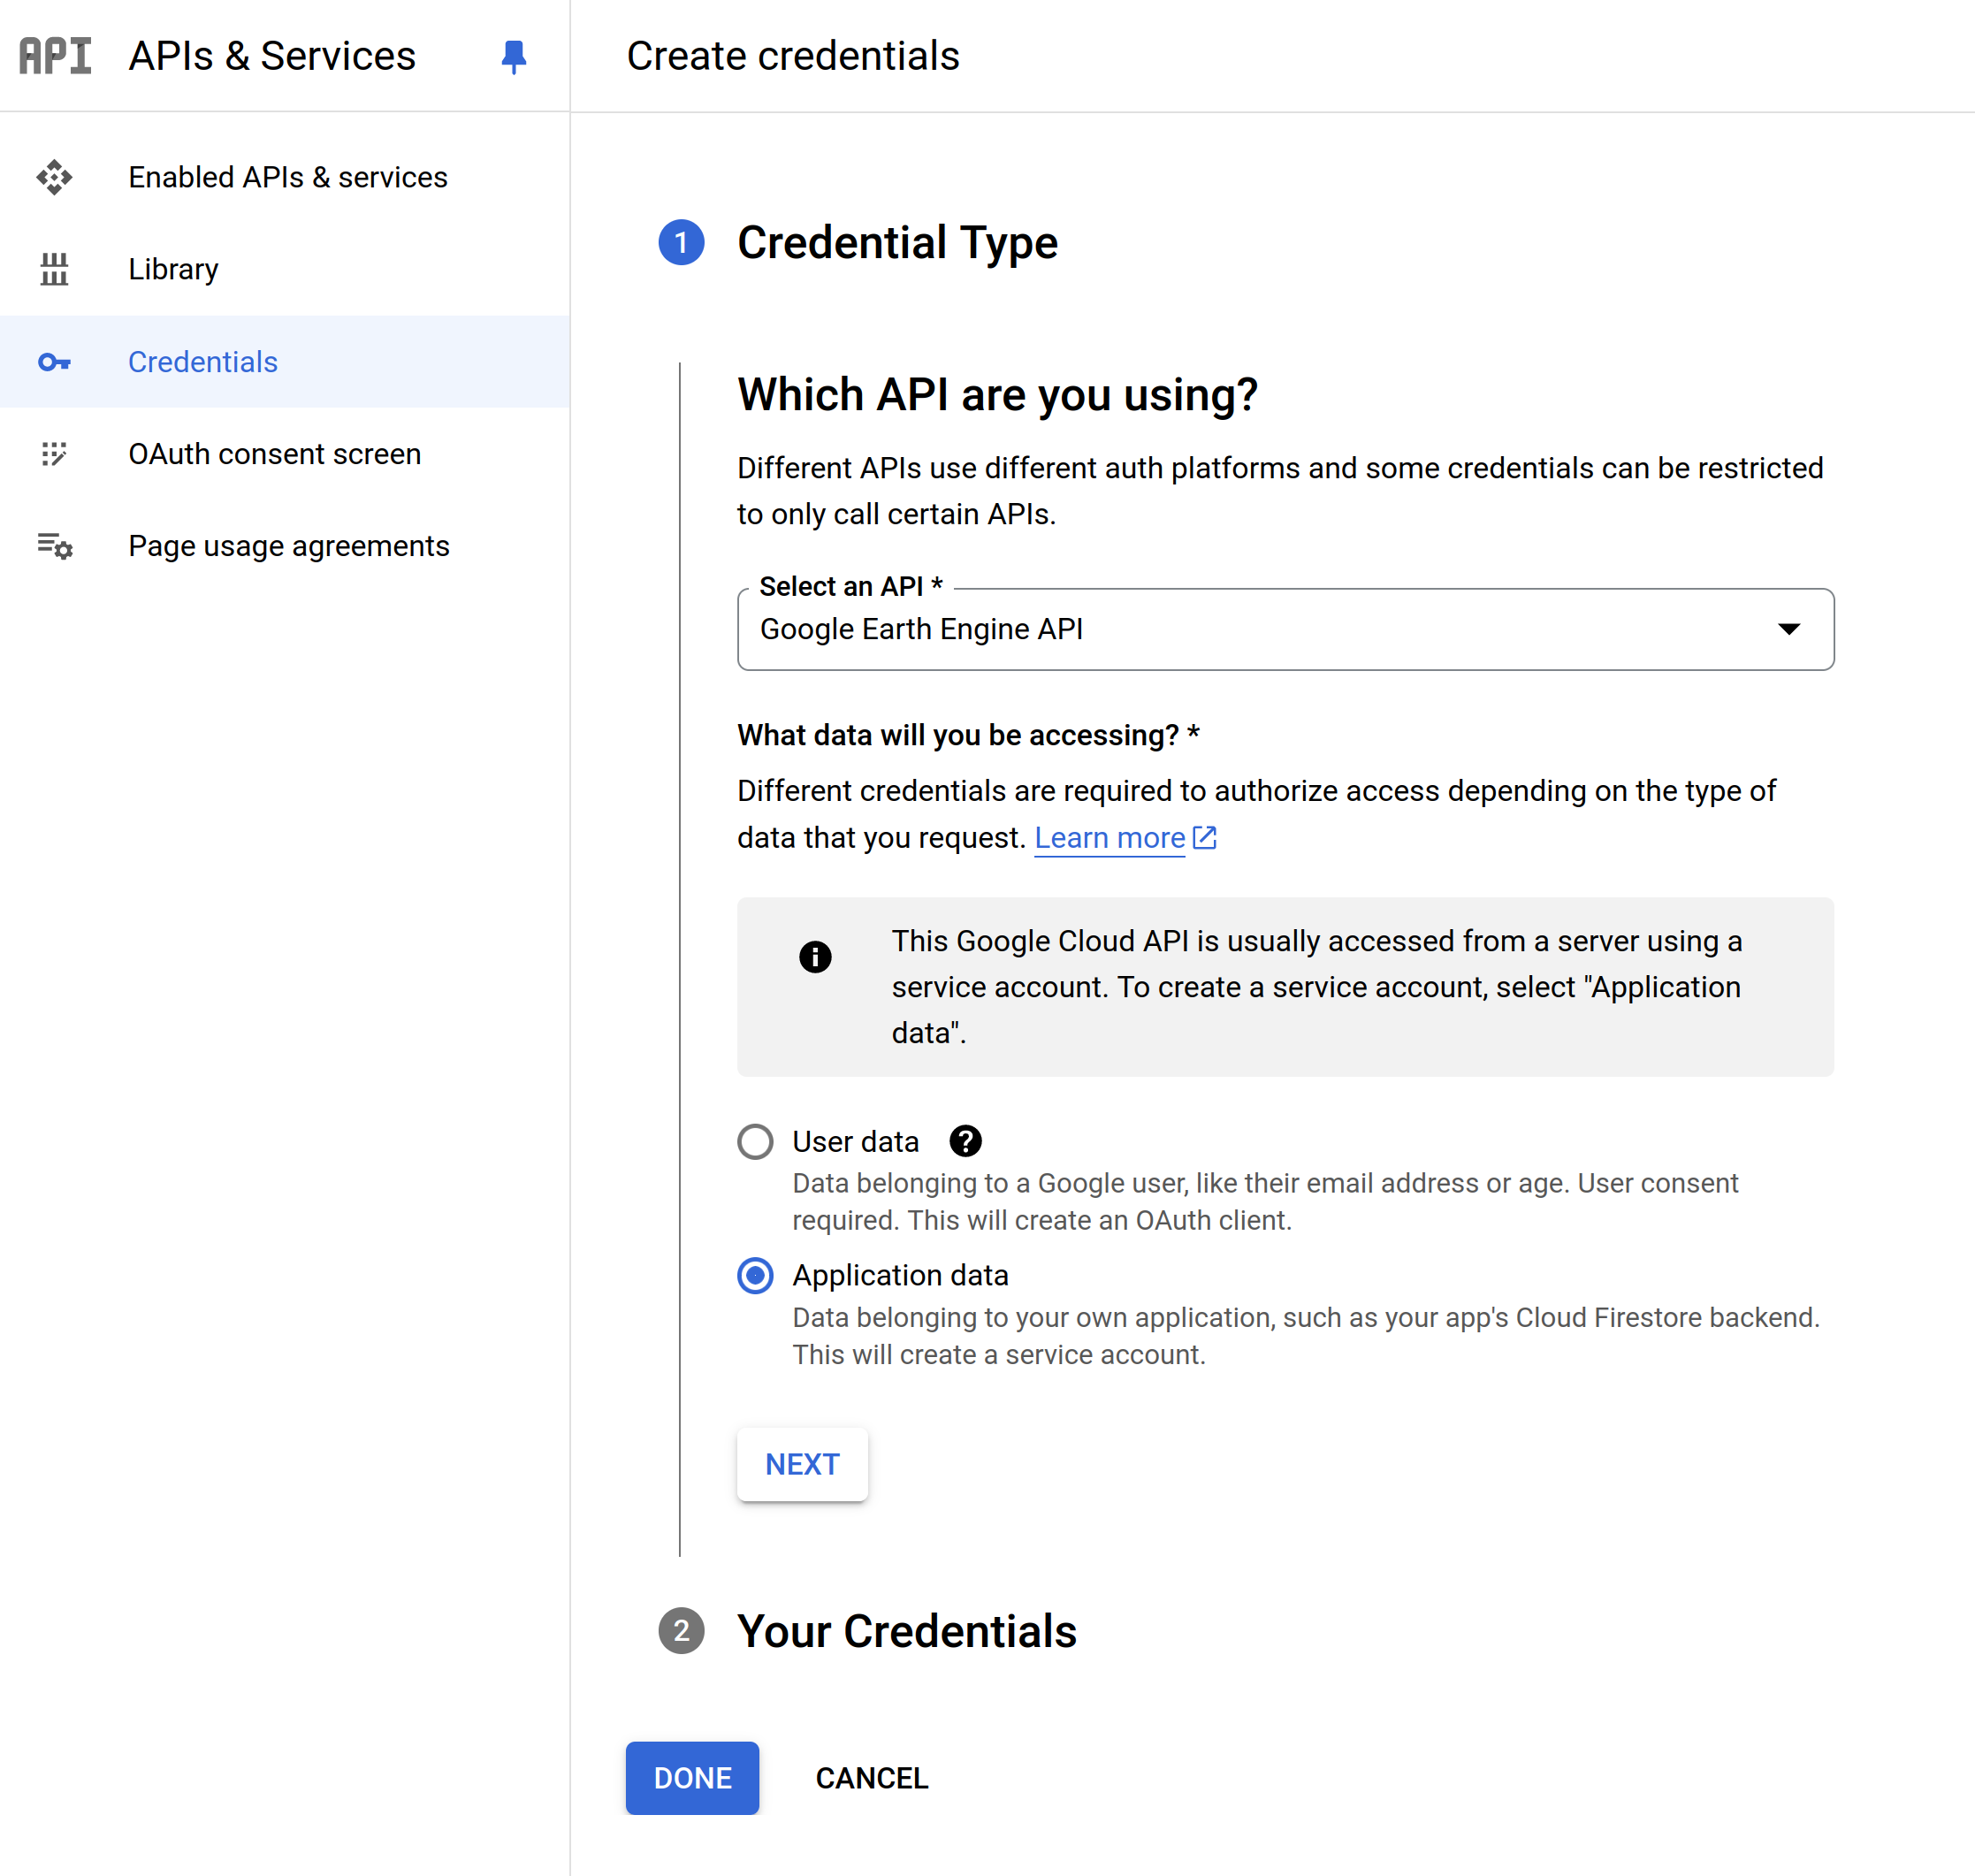 API APIs & Services
Enabled APIs & services
Library
Credentials
OAuth consent screen
Page usage agreements
Create credentials
1 Credential Type
Which API are you using?
Different APIs use different auth platforms and some credentials can be restricted
to only call certain APIs.
Select an API *
Google Earth Engine API
What data will you be accessing? *
Different credentials are required to authorize access depending on the type of
data that you request. Learn more
This Google Cloud API is usually accessed from a server using a
service account. To create a service account, select "Application
data".
User data
Data belonging to a Google user, like their email address or age. User consent
required. This will create an OAuth client.
Application data
Data belonging to your own application, such as your app's Cloud Firestore backend.
This will create a service account.
NEXT
2 Your Credentials
DONE CANCEL